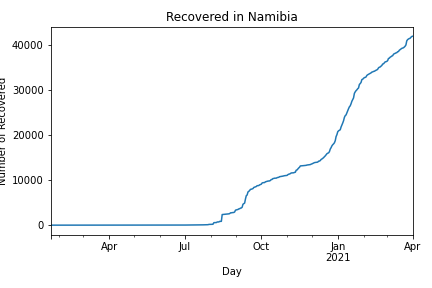 Recovered in Namibia
Number of Recovered
40000
30000
20000
10000
0
Apr
Jul
Oct
Jan
2021
Apr
Day